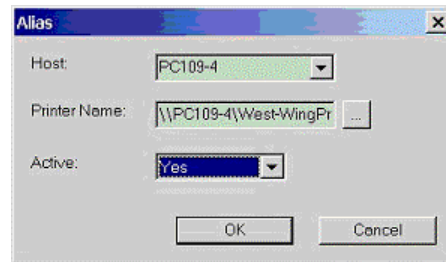 Alias
Host: PC109-4
Printer Name: \\PC109-4\West-WingPr ...
Active: Yes
OK Cancel